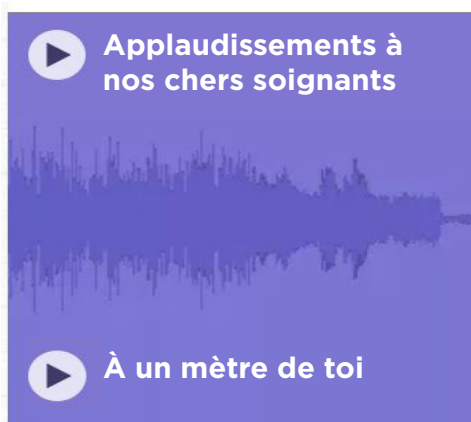 Applaudissements à
nos chers soignants
À un mètre de toi